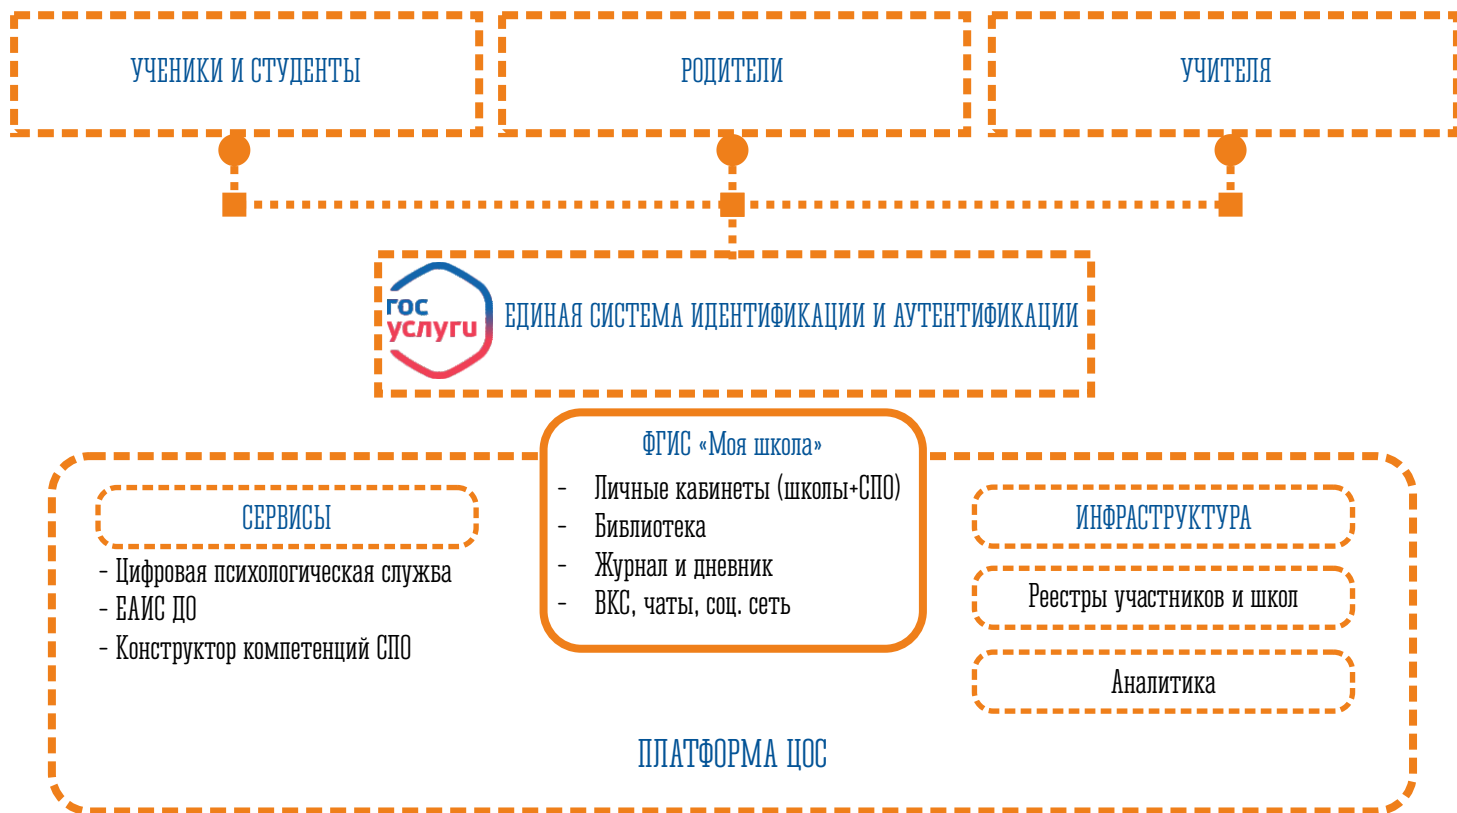 УЧЕНИКИ И СТУДЕНТЫ
РОДИТЕЛИ
УЧИТЕЛЯ
гос
услуги
ЕДИНАЯ СИСТЕМА ИДЕНТИФИКАЦИИ И АУТЕНТИФИКАЦИИ
ФГИС «Моя школа»
- Личные кабинеты (школы+СПО)
- Библиотека
- Журнал и дневник
- ВКС, чаты, соц. сеть
СЕРВИСЫ
- Цифровая психологическая служба
- ЕАИС ДО
- Конструктор компетенций СПО
ИНФРАСТРУКТУРА
Реестры участников и школ
Аналитика
ПЛАТФОРМА ЦОС